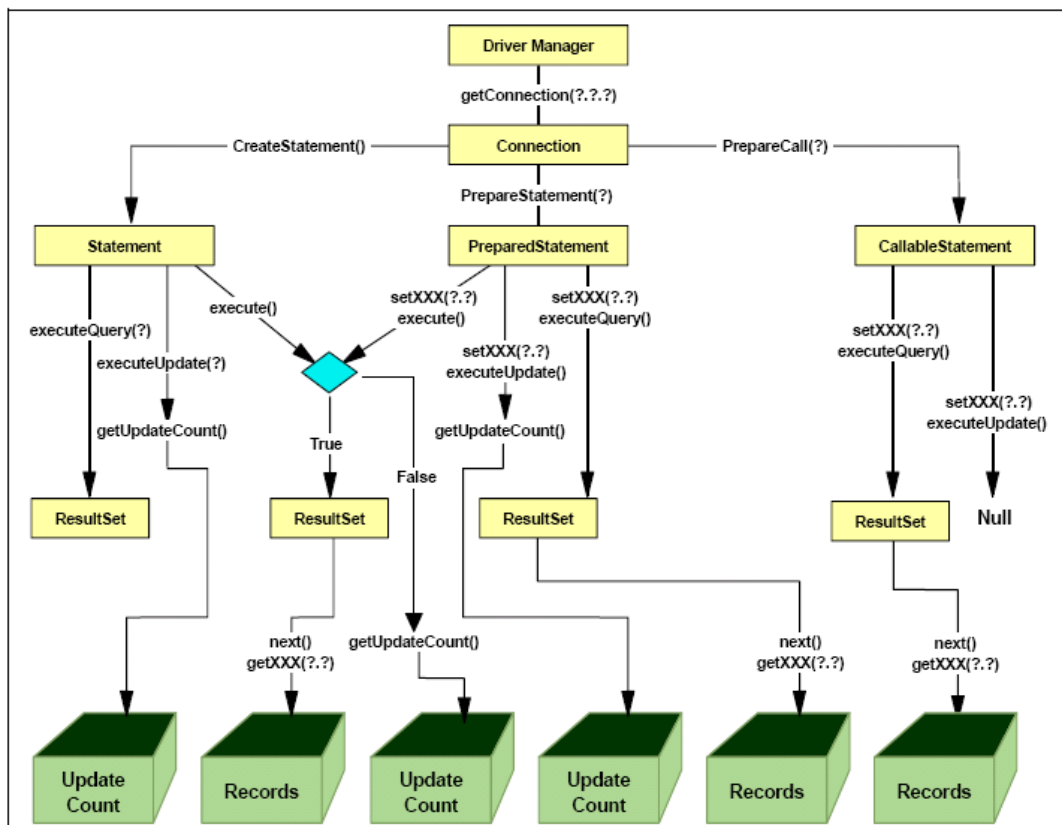 Driver Manager
getConnection(?.?.?)
CreateStatement()
Connection
PrepareCall(?)
PrepareStatement(?)
Statement
PreparedStatement
CallableStatement
execute()
setXXX(?.?)
execute()
setXXX(?.?)
executeQuery()
executeQuery(?)
executeUpdate(?)
setXXX(?.?)
executeUpdate()
setXXX(?.?)
executeQuery()
setXXX(?.?)
executeUpdate()
getUpdateCount()
True
False
getUpdateCount()
ResultSet
ResultSet
ResultSet
ResultSet
Null
next()
getXXX(?.?)
getUpdateCount()
next()
getXXX(?.?)
next()
getXXX(?.?)
Update
Count
Records
Update
Count
Update
Count
Records
Records